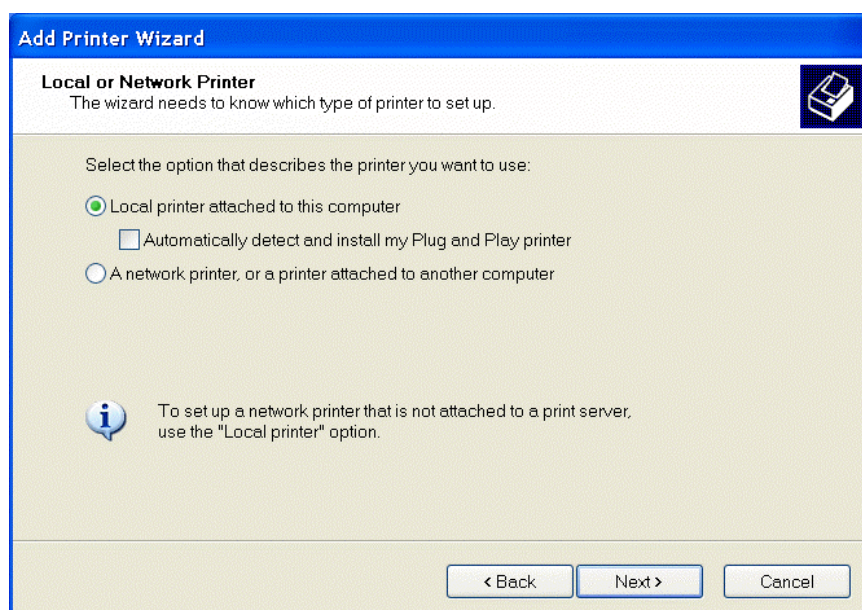 Add Printer Wizard
Local or Network Printer
The wizard needs to know which type of printer to set up.
Select the option that describes the printer you want to use:
Local printer attached to this computer
Automatically detect and install my Plug and Play printer
A network printer, or a printer attached to another computer
To set up a network printer that is not attached to a print server,
use the "Local printer" option.
< Back
Next >
Cancel